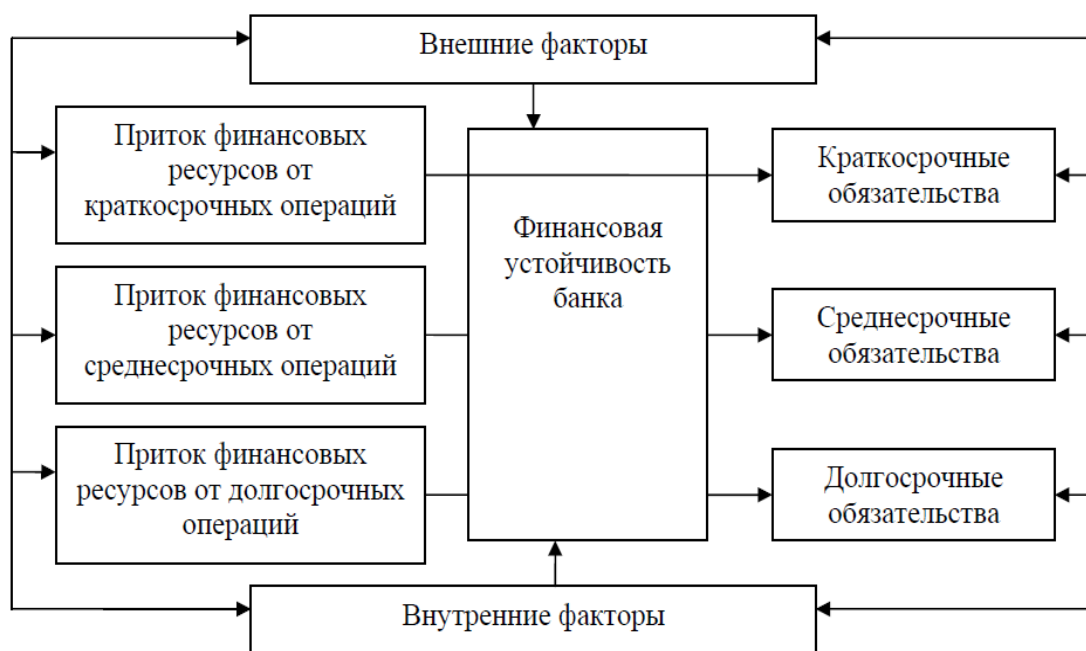 Внешние факторы
Приток финансовых
ресурсов от
краткосрочных операций
Краткосрочные
обязательства
Финансовая
устойчивость
банка
Приток финансовых
ресурсов от
среднесрочных операций
Среднесрочные
обязательства
Приток финансовых
ресурсов от долгосрочных
операций
Долгосрочные
обязательства
Внутренние факторы